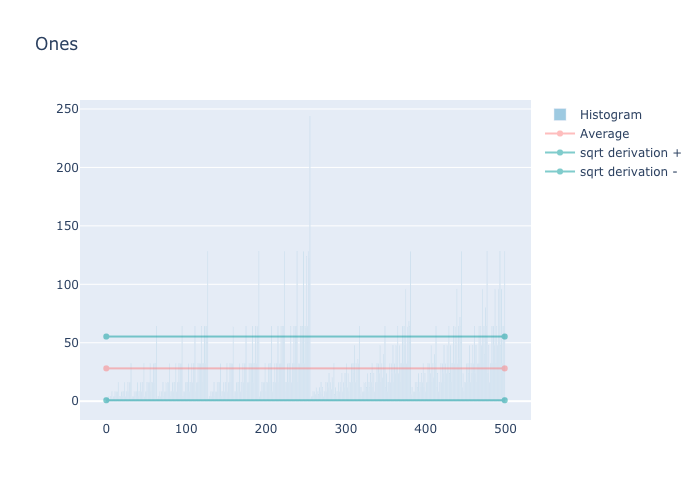 Ones
250
200
150
100
50
0
0 100 200 300 400 500
Histogram
Average
sqrt derivation +
sqrt derivation -